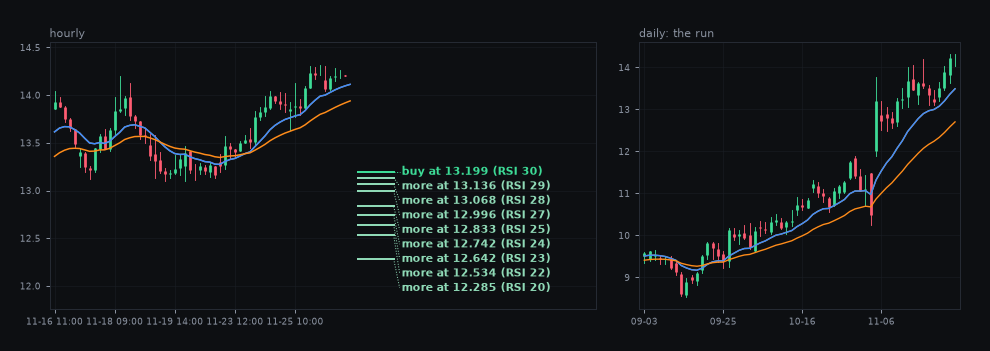 hourly
14.5
14.0
13.5
13.0
12.5
12.0
11-16 11:00 11-18 09:00 11-19 14:00 11-23 12:00 11-25 10:00
buy at 13.199 (RSI 30)
more at 13.136 (RSI 29)
more at 13.068 (RSI 28)
more at 12.996 (RSI 27)
more at 12.833 (RSI 25)
more at 12.742 (RSI 24)
more at 12.642 (RSI 23)
more at 12.534 (RSI 22)
more at 12.285 (RSI 20)
daily: the run
14
13
12
11
10
9
09-03 09-25 10-16 11-06